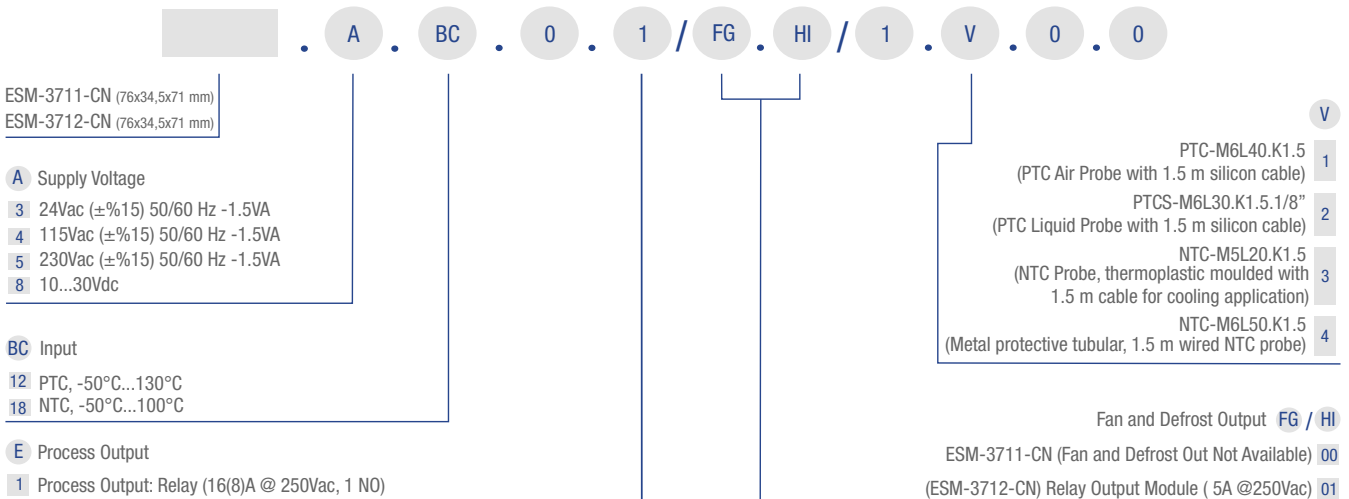 . A . BC . 0 . 1 / FG . HI / 1 . V . 0 . 0
ESM-3711-CN (76x34,5x71 mm)
ESM-3712-CN (76x34,5x71 mm)
A Supply Voltage
3 24Vac (±%15) 50/60 Hz -1.5VA
4 115Vac (±%15) 50/60 Hz -1.5VA
5 230Vac (±%15) 50/60 Hz -1.5VA
8 10...30Vdc
BC Input
12 PTC, -50°C...130°C
18 NTC, -50°C...100°C
E Process Output
1 Process Output: Relay (16(8)A @ 250Vac, 1 NO)
V
PTC-M6L40.K1.5
(PTC Air Probe with 1.5 m silicon cable) 1
PTCS-M6L30.K1.5.1/8”
(PTC Liquid Probe with 1.5 m silicon cable) 2
NTC-M5L20.K1.5
(NTC Probe, thermoplastic moulded with 3
1.5 m cable for cooling application)
NTC-M6L50.K1.5
(Metal protective tubular, 1.5 m wired NTC probe) 4
Fan and Defrost Output FG / HI
ESM-3711-CN (Fan and Defrost Out Not Available) 00
(ESM-3712-CN) Relay Output Module ( 5A @250Vac) 01